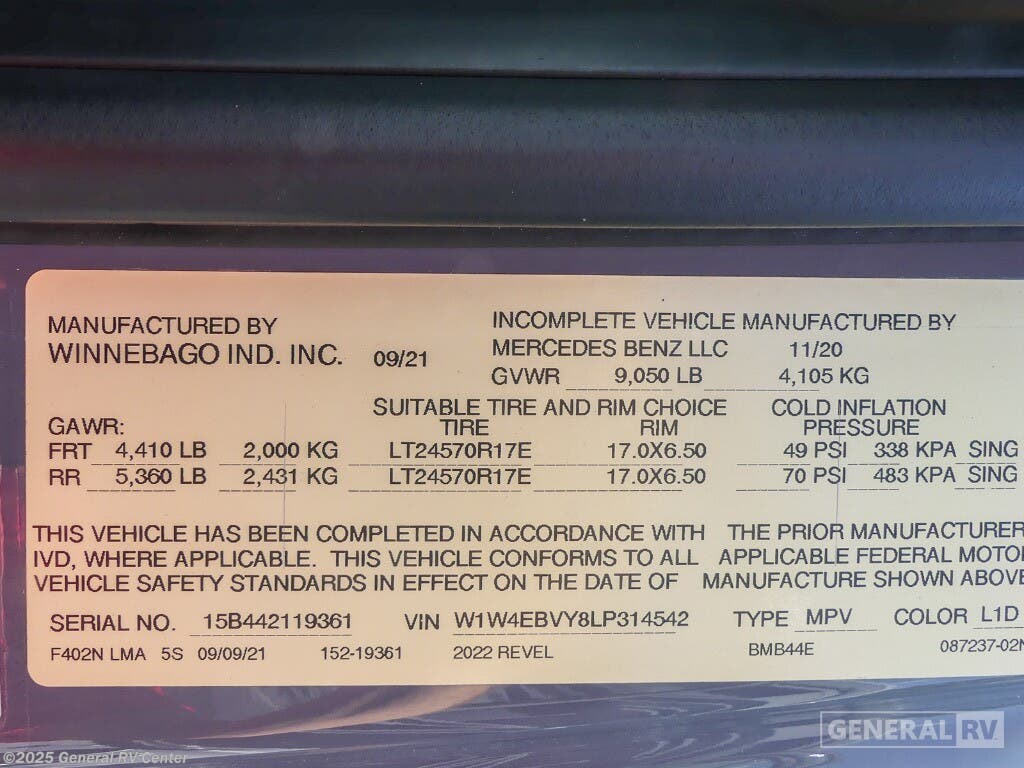 MANUFACTURED BY
WINNEBAGO IND. INC. 09/21
INCOMPLETE VEHICLE MANUFACTURED BY
MERCEDES BENZ LLC 11/20
GVWR 9,050 LB 4,105 KG
GAWR:
SUITABLE TIRE AND RIM CHOICE
TIRE RIM
COLD INFLATION
PRESSURE
FRT 4,410 LB 2,000 KG LT24570R17E 17.0X6.50 49 PSI 338 KPA SING
RR 5,360 LB 2,431 KG LT24570R17E 17.0X6.50 70 PSI 483 KPA SING
THIS VEHICLE HAS BEEN COMPLETED IN ACCORDANCE WITH THE PRIOR MANUFACTURER
IVD, WHERE APPLICABLE. THIS VEHICLE CONFORMS TO ALL APPLICABLE FEDERAL MOTO
VEHICLE SAFETY STANDARDS IN EFFECT ON THE DATE OF MANUFACTURE SHOWN ABOVE
SERIAL NO. 15B442119361 VIN W1W4EBVY8LP314542 TYPE MPV COLOR L1D
F402N LMA 5S 09/09/21 152-19361 2022 REVEL BMB44E 087237-02N
GENERAL RV
©2025 General RV Center